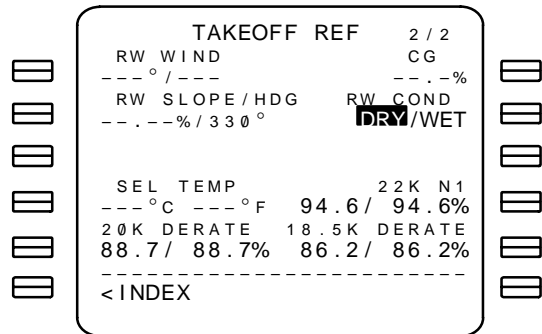 TAKEOFF REF 2/2
RW WIND CG
---°/--- --.-%
RW SLOPE/HDG RW COND
--.--%/330° DRY/WET
SEL TEMP 22K N1
---°C ---°F 94.6/ 94.6%
20K DERATE 18.5K DERATE
88.7/ 88.7% 86.2/ 86.2%
------------------------
<INDEX